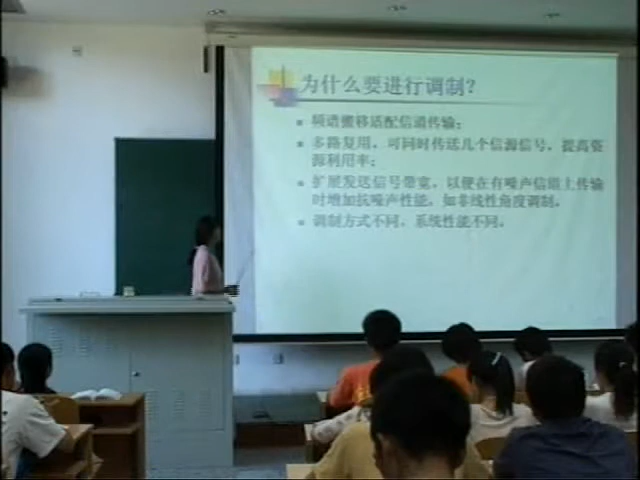 为什么要进行调制?
频谱搬移适配信道传输;
多路复用,可同时传送几个信源信号,提高资
源利用率;
扩展发送信号带宽,以便在有噪声信道上传输
时增加抗噪声性能,如非线性角度调制。
调制方式不同,系统性能不同。